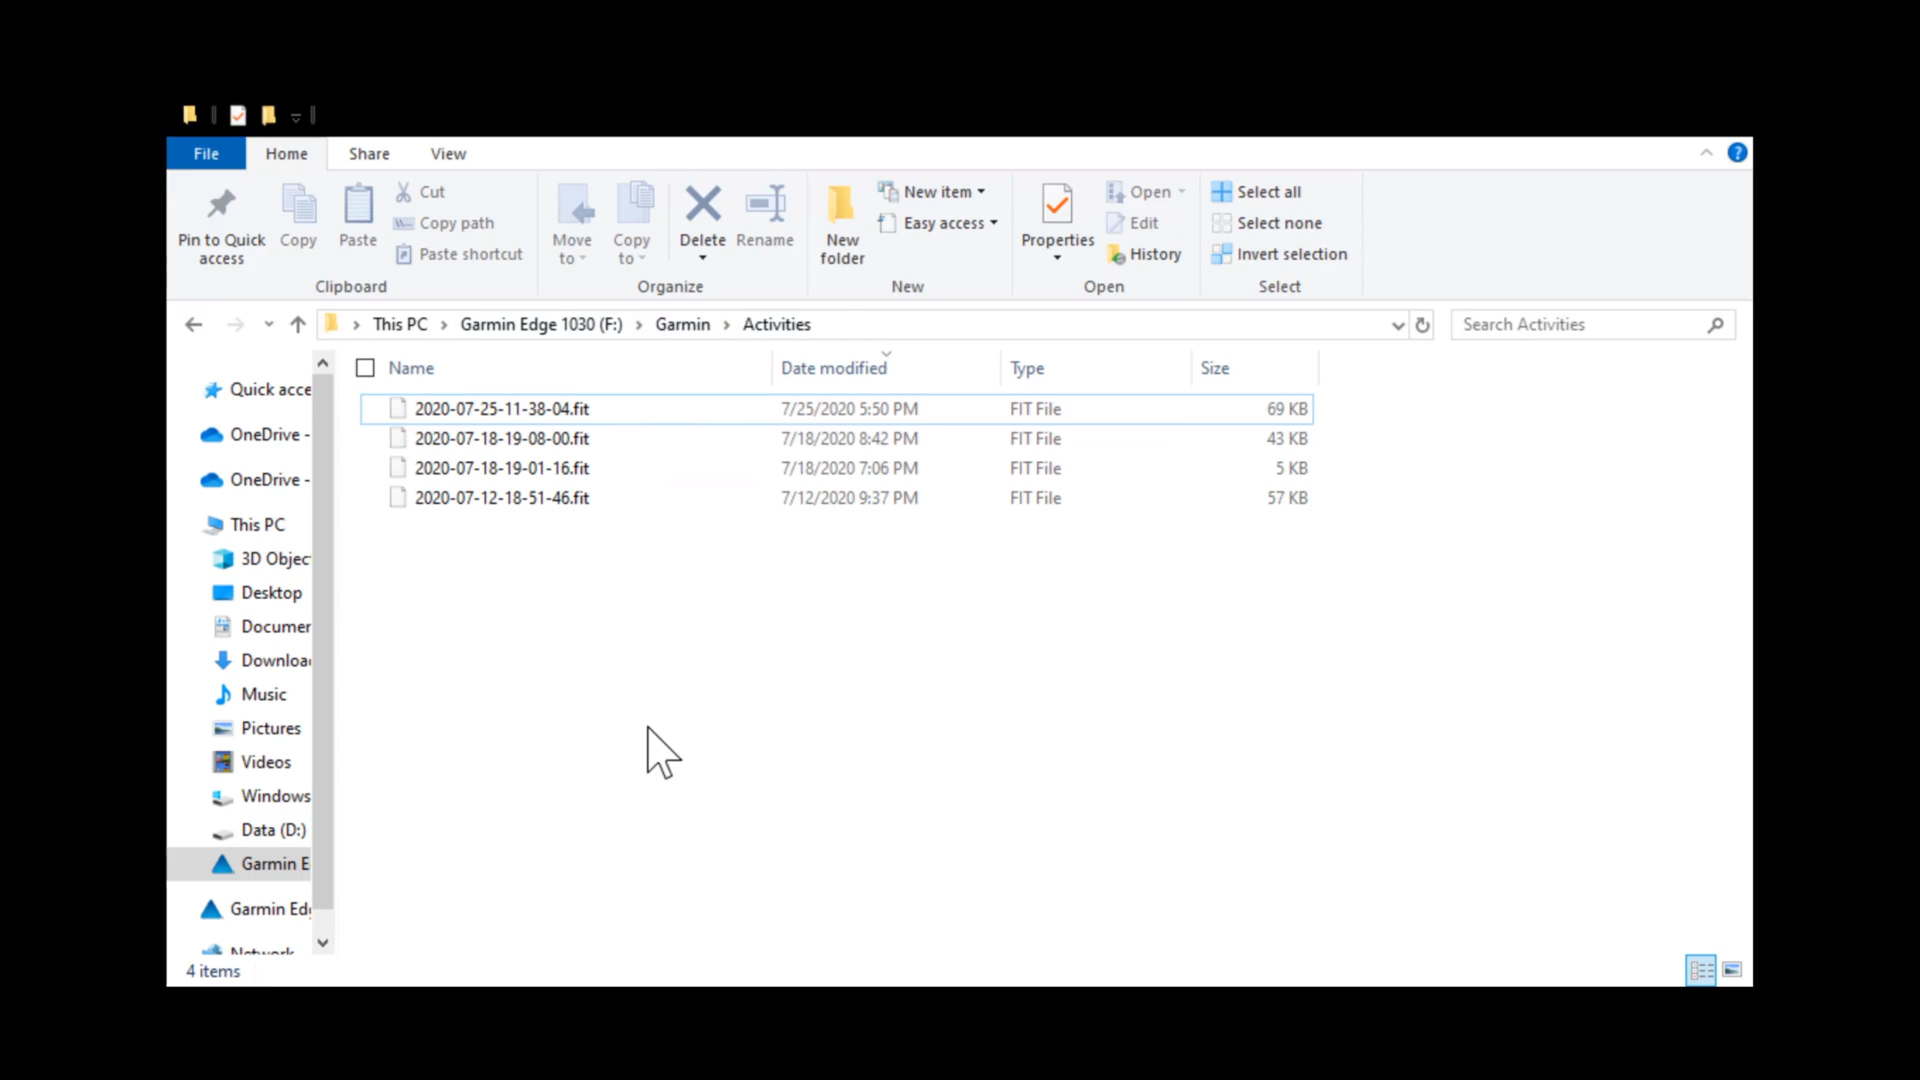 File Home Share View
Pin to Quick access
Copy
Paste
Cut
Copy path
Paste shortcut
Clipboard
Move to
Copy to
Delete
Rename
Organize
New folder
New item
Easy access
New
Properties
Open
Edit
History
Open
Select all
Select none
Invert selection
Select
This PC > Garmin Edge 1030 (F:) > Garmin > Activities
Search Activities
Name Date modified Type Size
2020-07-25-11-38-04.fit 7/25/2020 5:50 PM FIT File 69 KB
2020-07-18-19-08-00.fit 7/18/2020 8:42 PM FIT File 43 KB
2020-07-18-19-01-16.fit 7/18/2020 7:06 PM FIT File 5 KB
2020-07-12-18-51-46.fit 7/12/2020 9:37 PM FIT File 57 KB
Quick acce
OneDrive -
OneDrive -
This PC
3D Objec
Desktop
Documen
Downloa
Music
Pictures
Videos
Windows
Data (D:)
Garmin E
Garmin Edg
Network
4 items